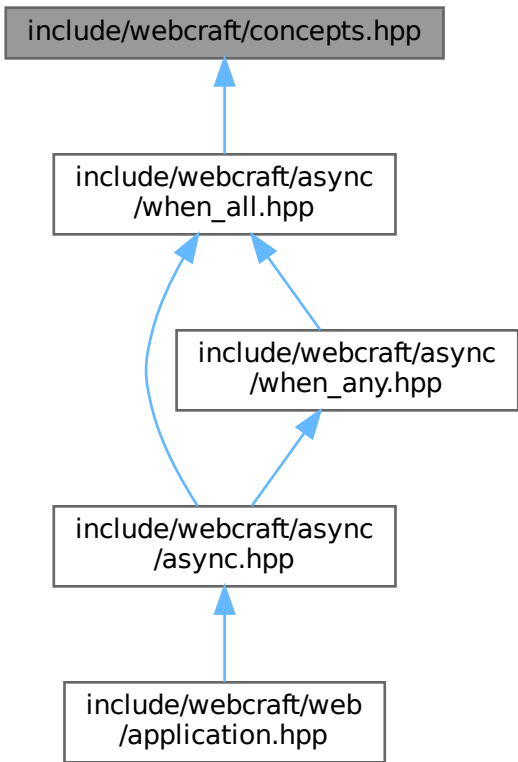 include/webcraft/concepts.hpp
include/webcraft/async
/when_all.hpp
include/webcraft/async
/when_any.hpp
include/webcraft/async
/async.hpp
include/webcraft/web
/application.hpp